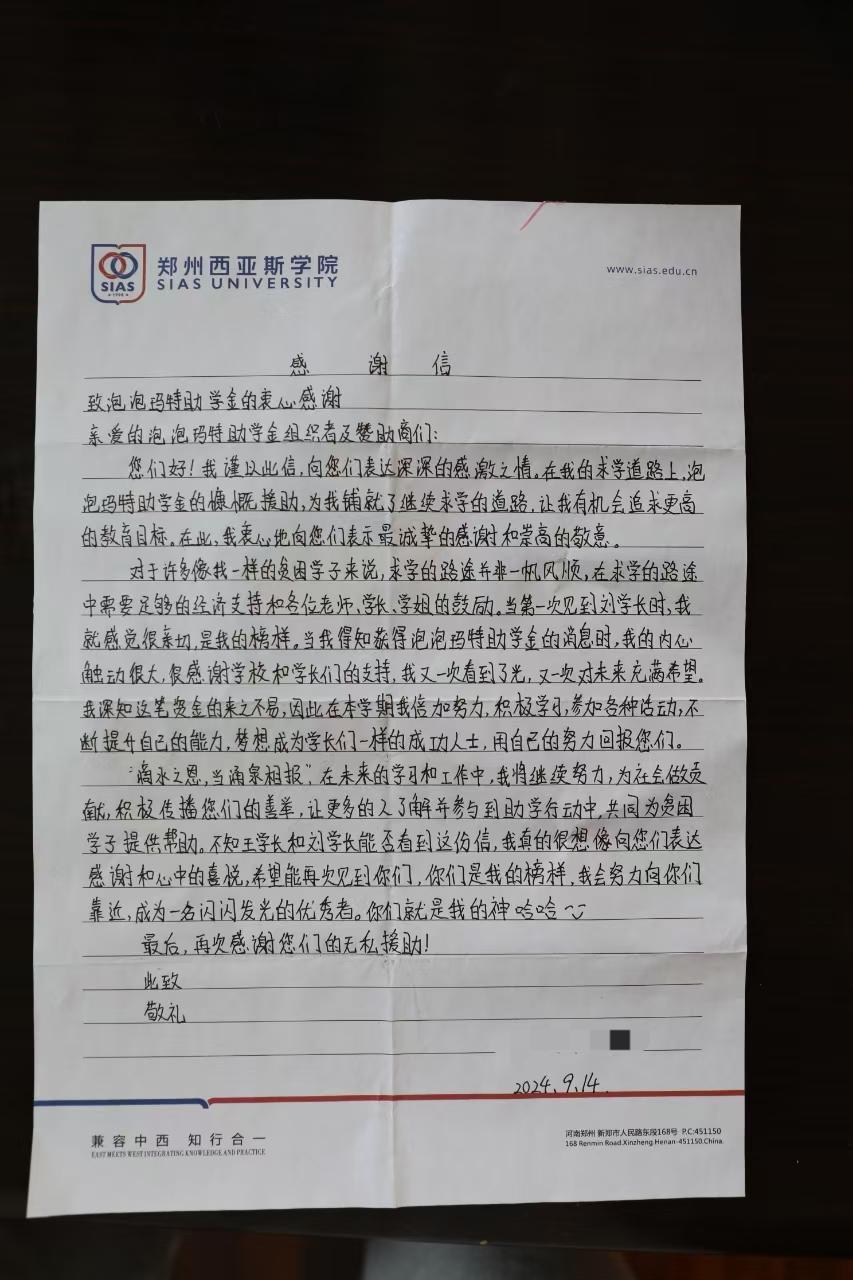 SIAS
1998
郑州西亚斯学院
SIAS UNIVERSITY
www.sias.edu.cn
感 谢 信
致泡泡玛特助学金的衷心感谢
亲爱的泡泡玛特助学金组织者及赞助商们:
您们好!我谨以此信,向您们表达深深的感激之情。在我的求学道路上,泡
泡玛特助学金的慷慨援助,为我铺就了继续求学的道路,让我有机会追求更高
的教育目标。在此,我衷心地向您们表示最诚挚的感谢和崇高的敬意。
对于许多像我一样的贫困学子来说,求学的路途并非一帆风顺,在求学的路途
中需要足够的经济支持和各位老师、学长、学姐的鼓励。当第一次见到刘学长时,我
就感觉很亲切,是我的榜样。当我得知获得泡泡玛特助学金的消息时,我的内心
触动很大,很感谢学校和学长们的支持,我又一次看到了光,又一次对未来充满希望。
我深知这笔资金的来之不易,因此在本学期我倍加努力,积极学习,参加各种活动,不
断提升自己的能力,梦想成为学长们一样的成功人士,用自己的努力回报您们。
“滴水之恩,当涌泉相报”,在未来的学习和工作中,我将继续努力,为社会做贡
献,积极传播您们的善举,让更多的人了解并参与到助学行动中,共同为贫困
学子提供帮助。不知王学长和刘学长能否看到这份信,我真的很想像向您们表达
感谢和心中的喜悦,希望能再次见到你们,你们是我的榜样,我会努力向你们
靠近,成为一名闪闪发光的优秀者。你们就是我的神哈哈
最后,再次感谢您们的无私援助!
此致
敬礼
2024.9.14.
兼容中西 知行合一
EAST MEETS WEST INTEGRATING KNOWLEDGE AND PRACTICE
河南郑州 新郑市人民路东段168号 P.C:451150
168 Renmin Road.Xinzheng.Henan-451150.China.